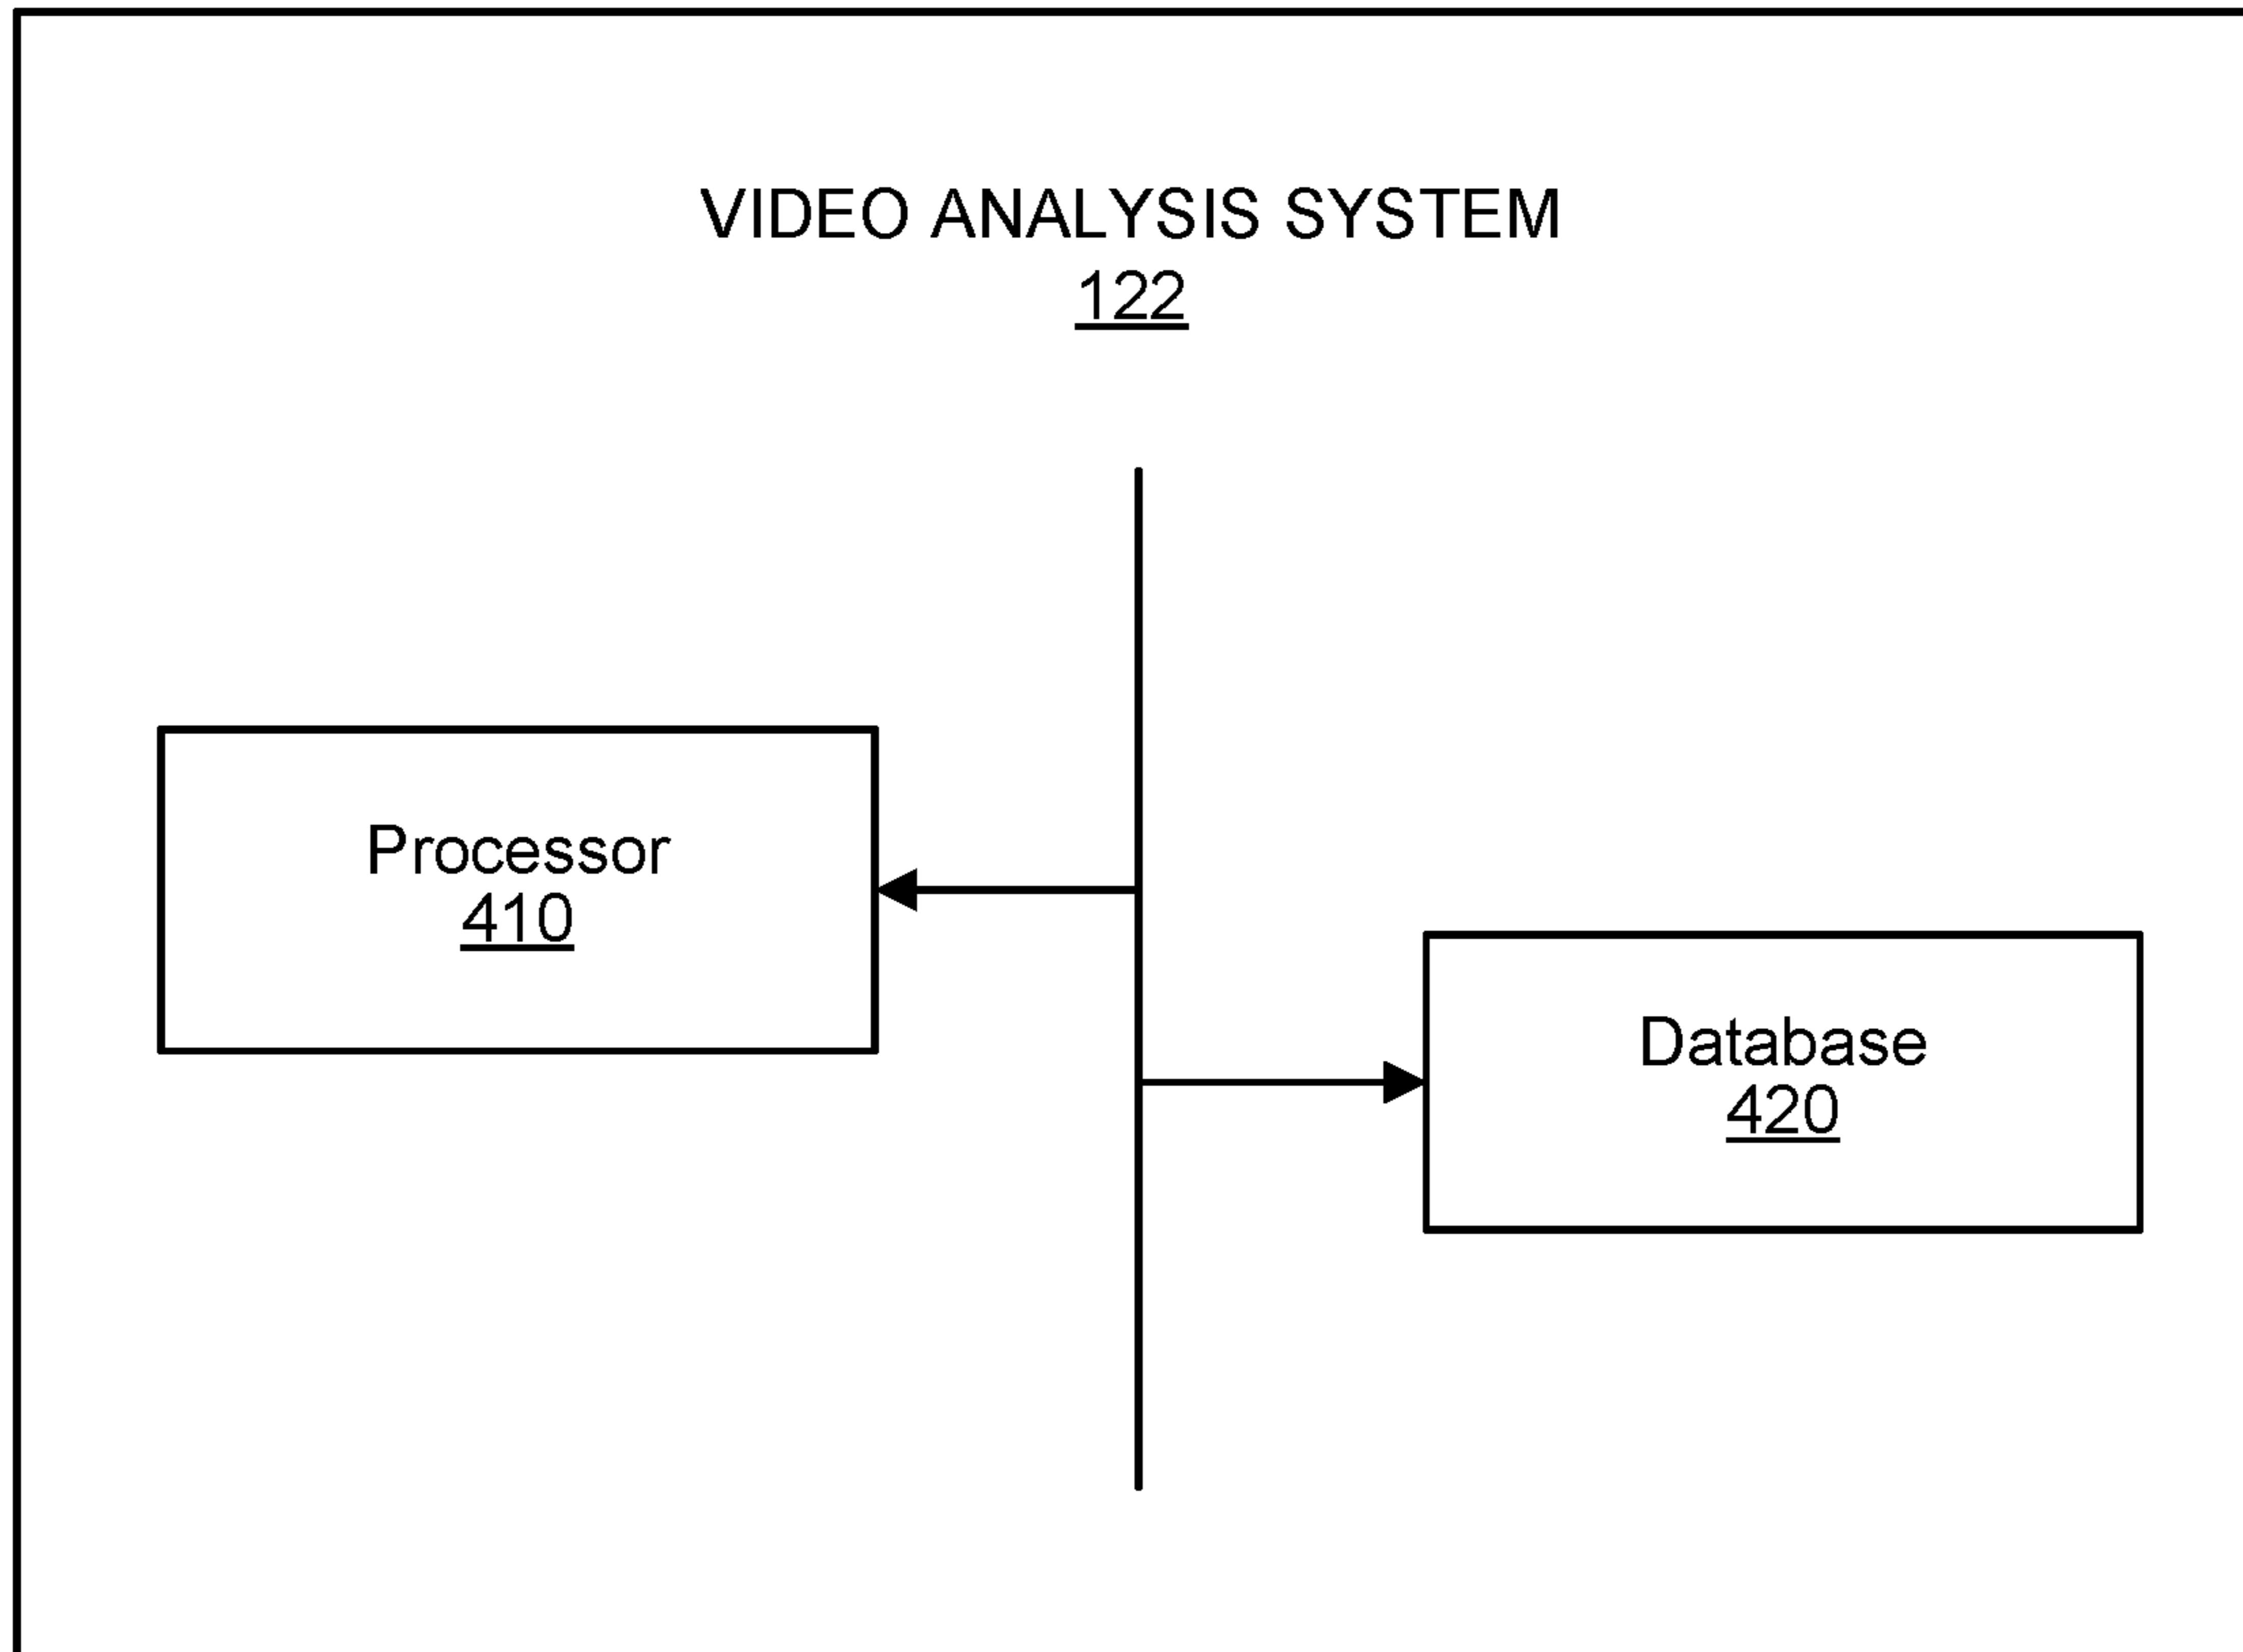 VIDEO ANALYSIS SYSTEM
122
Processor
410
Database
420